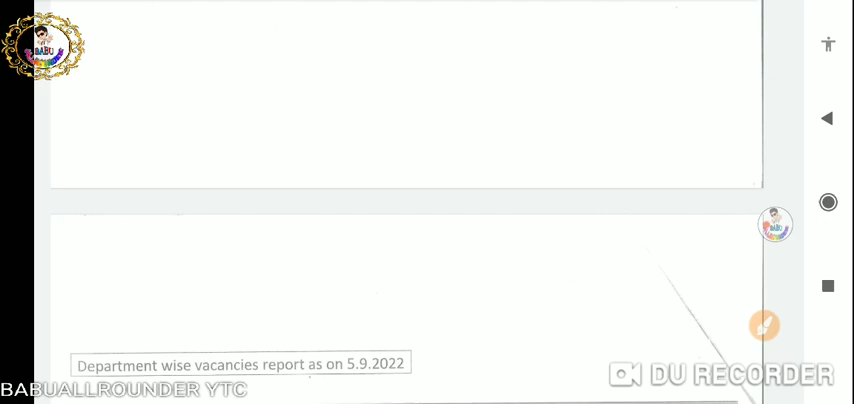 BABU
Department wise vacancies report as on 5.9.2022
BABUALLROUNDER YTC
DU RECORDER